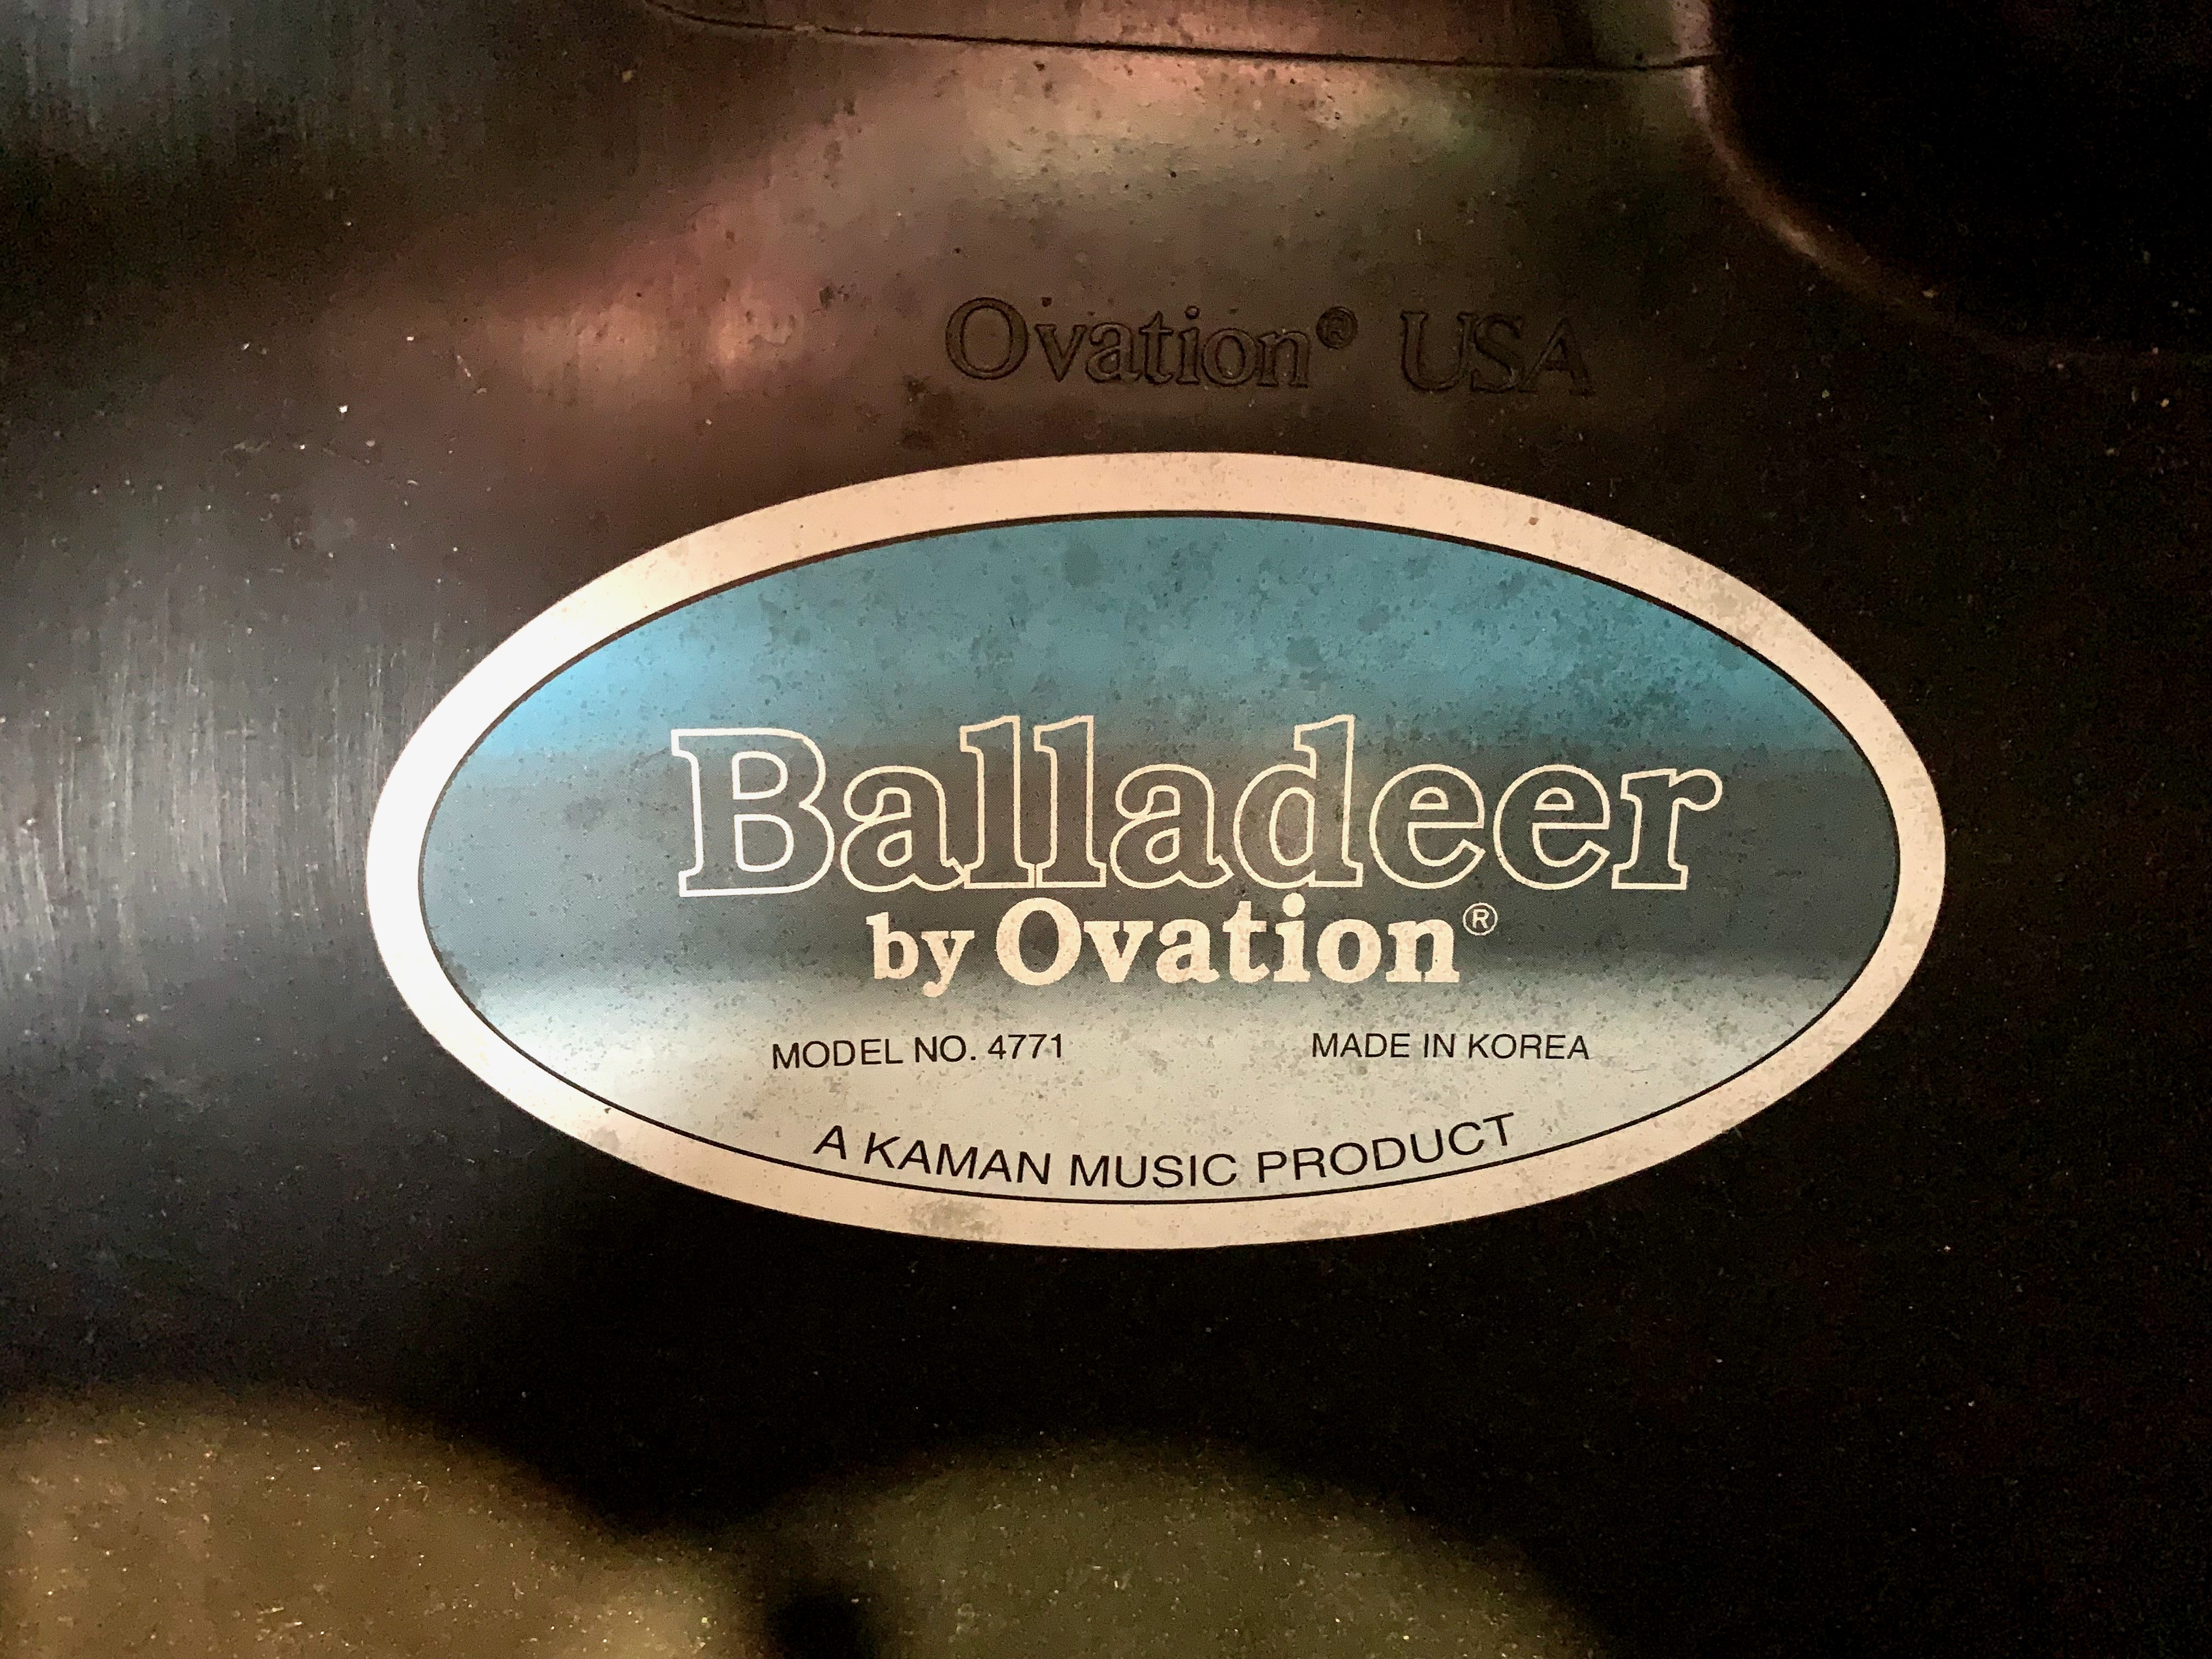 Ovation® USA
Balladeer
by Ovation®
MODEL NO. 4771 MADE IN KOREA
A KAMAN MUSIC PRODUCT